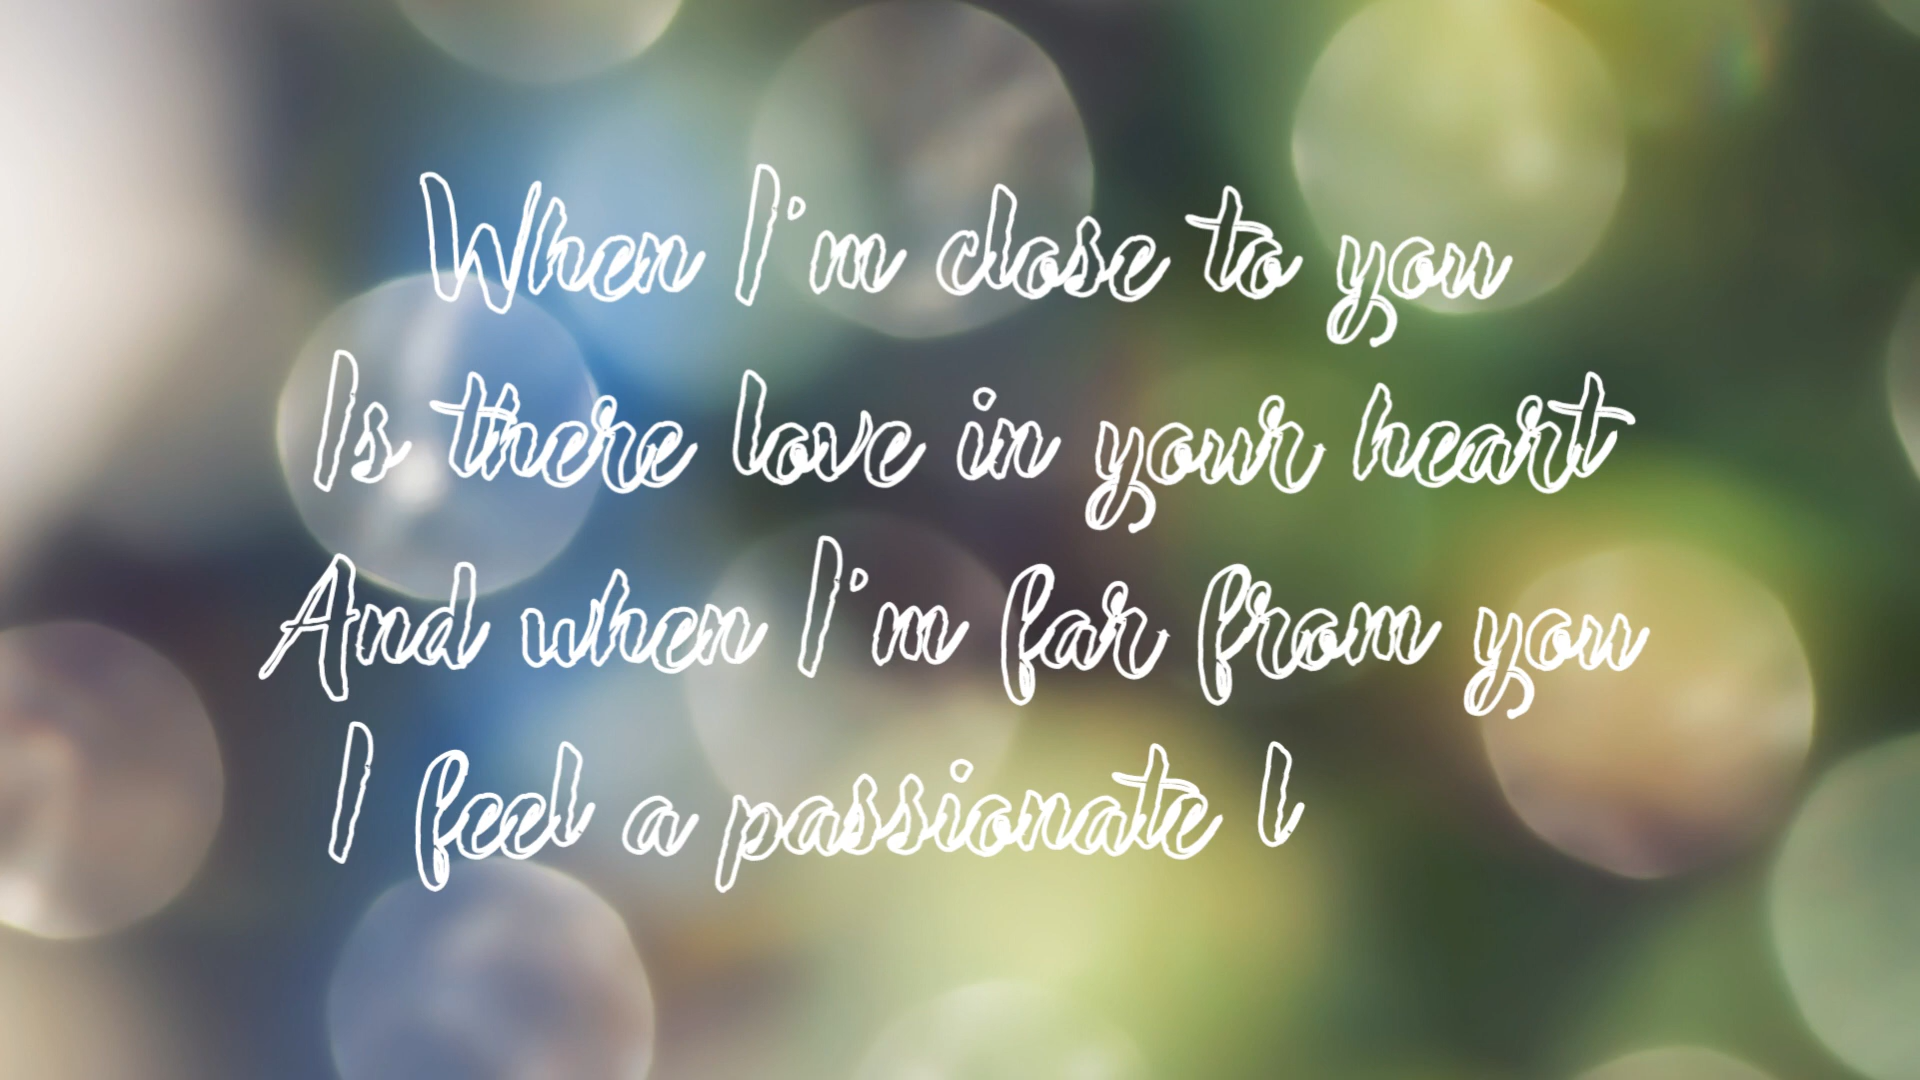 When I'm close to you
Is there love in your heart
And when I'm far from you
I feel a passionate l